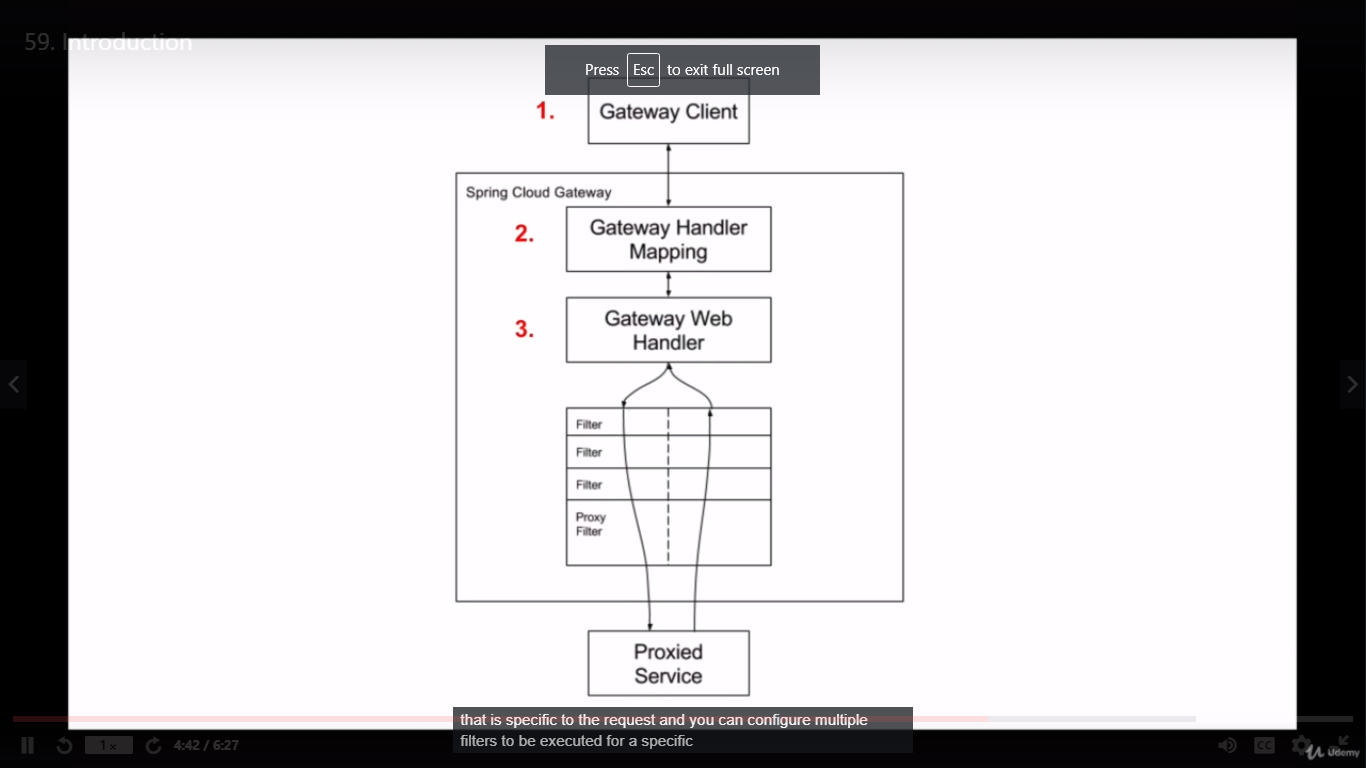 59. Introduction
Press Esc to exit full screen
1.
Gateway Client
Spring Cloud Gateway
2.
Gateway Handler
Mapping
3.
Gateway Web
Handler
Filter
Filter
Filter
Proxy
Filter
Proxied
Service
that is specific to the request and you can configure multiple
filters to be executed for a specific
1x
4:42 / 6:27
CC
Udemy